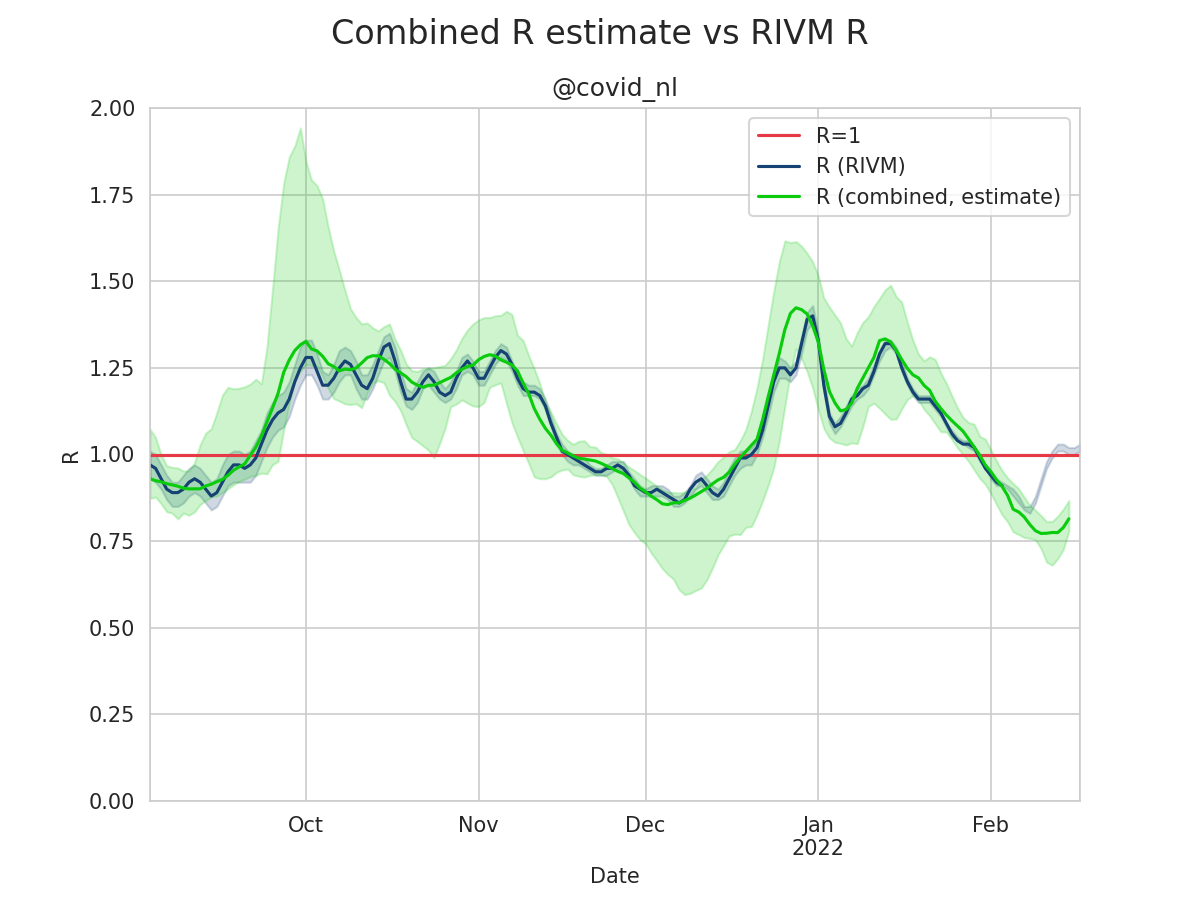 Combined R estimate vs RIVM R
@covid_nl
R=1
R (RIVM)
R (combined, estimate)
2.00
1.75
1.50
1.25
1.00
0.75
0.50
0.25
0.00
R
Oct
Nov
Dec
Jan
2022
Feb
Date